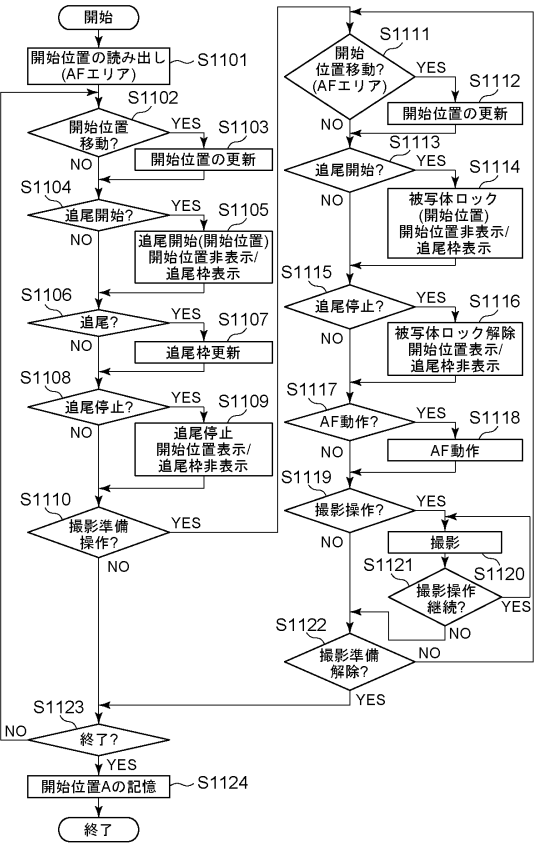 開始
開始位置の読み出し
(AFエリア)
S1101
S1102
開始位置
移動?
YES
NO
S1103
開始位置の更新
S1104
追尾開始?
YES
NO
S1105
追尾開始(開始位置)
開始位置非表示/
追尾枠表示
S1106
追尾?
YES
NO
S1107
追尾枠更新
S1108
追尾停止?
YES
NO
S1109
追尾停止
開始位置表示/
追尾枠非表示
S1110
撮影準備
操作?
YES
NO
S1111
開始
位置移動?
(AFエリア)
YES
NO
S1112
開始位置の更新
S1113
追尾開始?
YES
NO
S1114
被写体ロック
(開始位置)
開始位置非表示/
追尾枠表示
S1115
追尾停止?
YES
NO
S1116
被写体ロック解除
開始位置表示/
追尾枠非表示
S1117
AF動作?
YES
NO
S1118
AF動作
S1119
撮影操作?
YES
NO
撮影
S1120
S1121
撮影操作
継続?
YES
NO
S1122
撮影準備
解除?
NO
YES
S1123
終了?
NO
YES
開始位置Aの記憶
S1124
終了